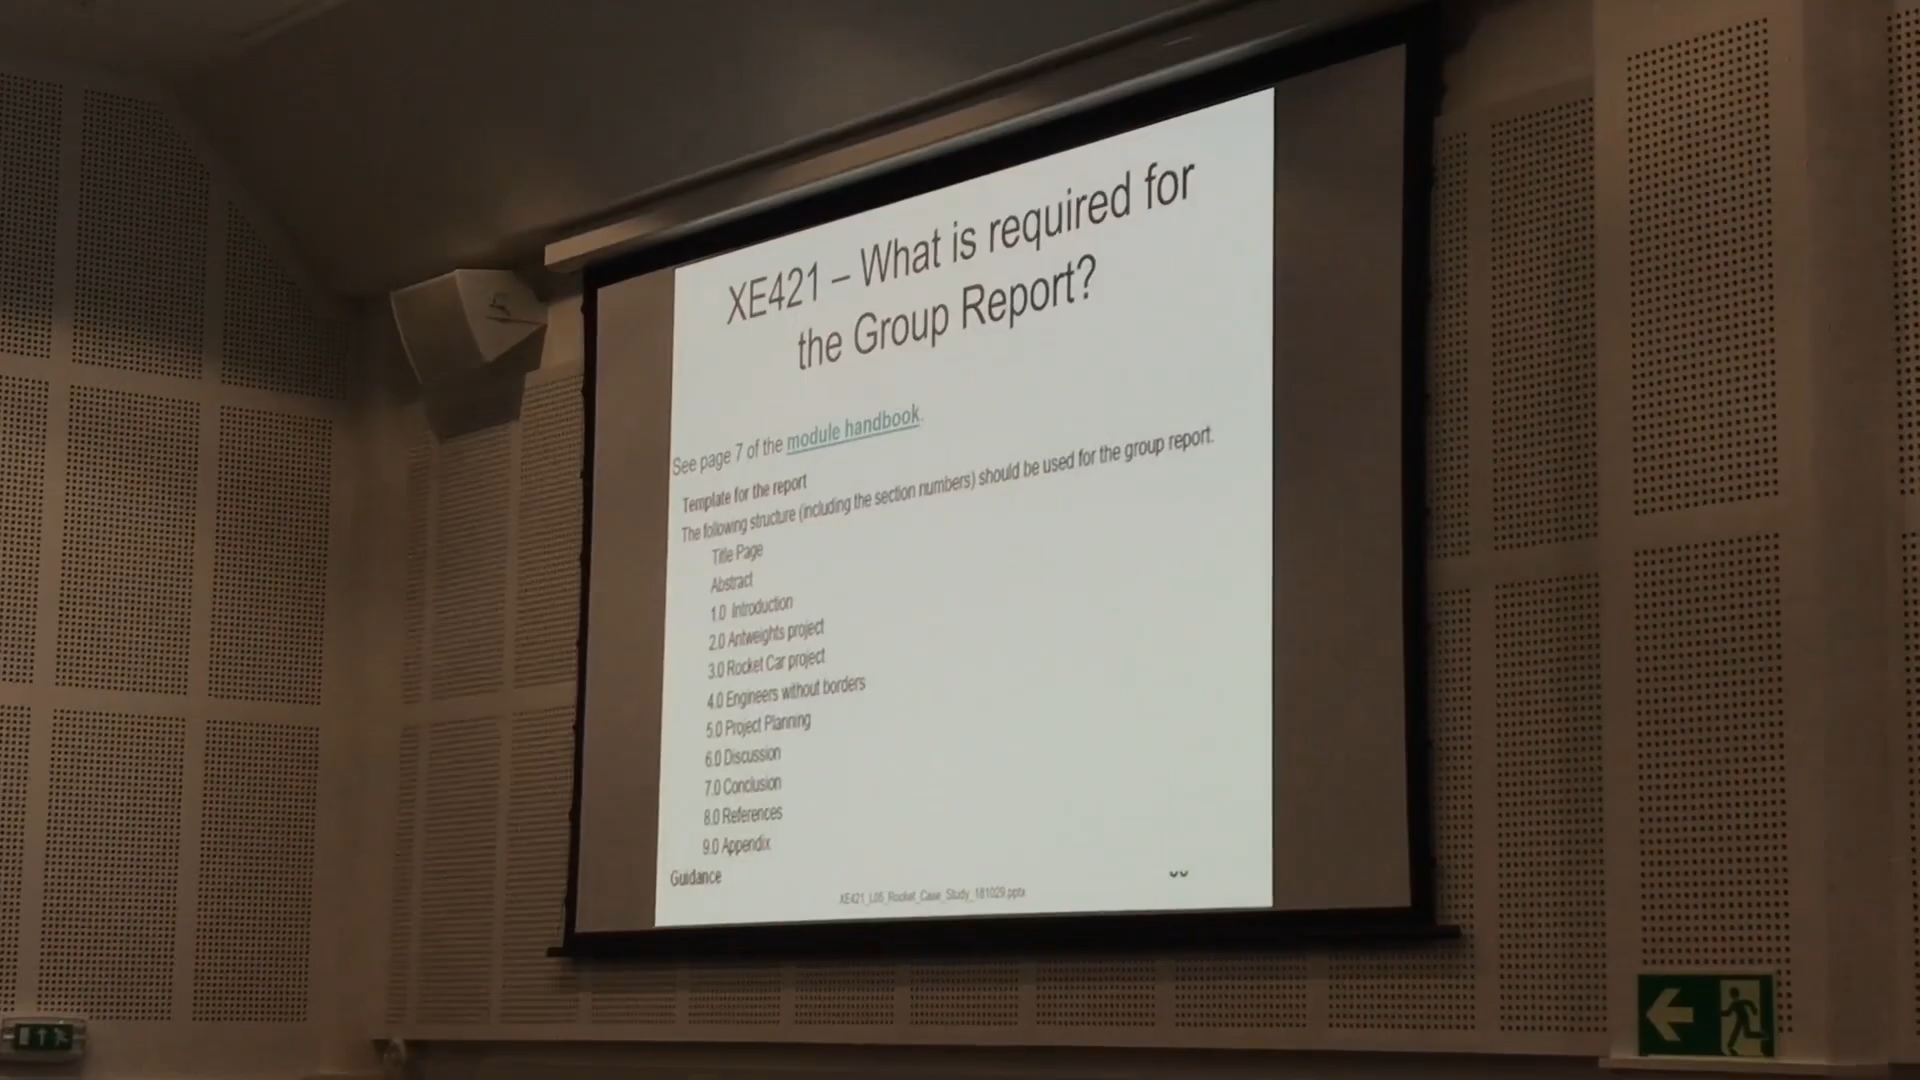 XE421 – What is required for
the Group Report?
See page 7 of the module handbook.
Template for the report
The following structure (including the section numbers) should be used for the group report.
Title Page
Abstract
1.0 Introduction
2.0 Antweights project
3.0 Rocket Car project
4.0 Engineers without borders
5.0 Project Planning
6.0 Discussion
7.0 Conclusion
8.0 References
9.0 Appendix
Guidance
XE421_L05_Rocket_Case_Study_181029.pptx